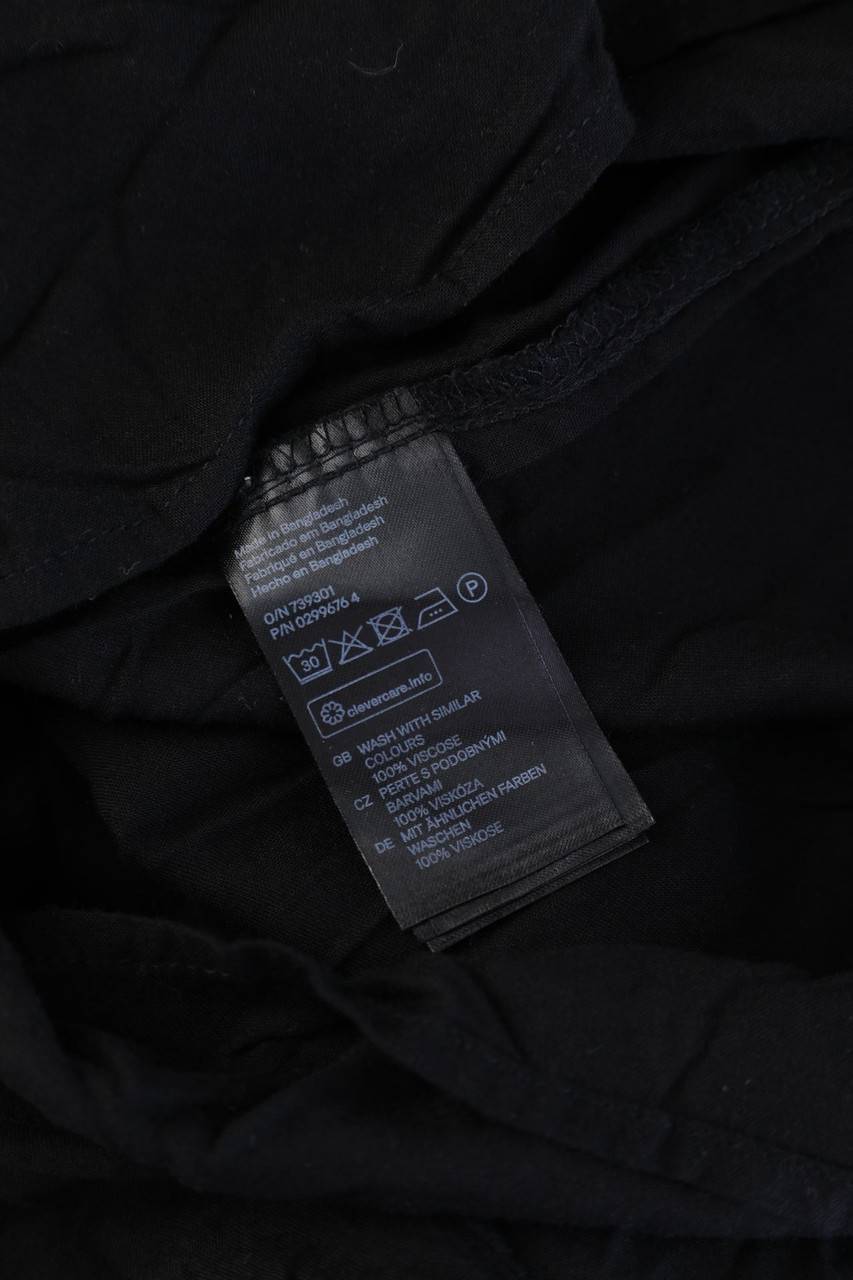 Made in Bangladesh
Fabricado em Bangladesh
Fabriqué en Bangladesh
Hecho en Bangladesh
O/N 739301
P/N 0299676 4
30 P
clevercare.info
GB WASH WITH SIMILAR
COLOURS
100% VISCOSE
CZ PERTE S PODOBNÝMI
BARVAMI
100% VISKÓZA
DE MIT ÄHNLICHEN FARBEN
WASCHEN
100% VISKOSE